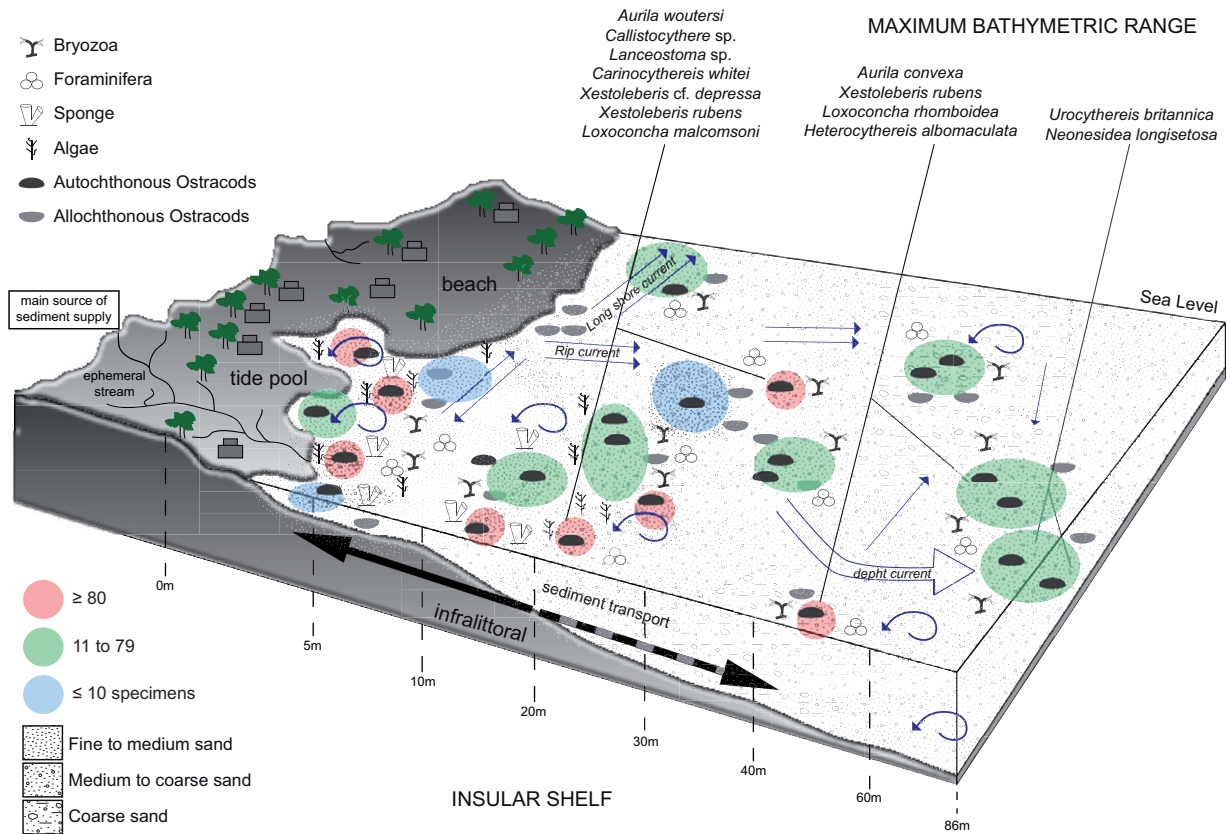 Aurila woutersi
Callistocythere sp.
Lanceostoma sp.
Carinocythereis whitei
Xestoleberis cf. depressa
Xestoleberis rubens
Loxoconcha malcomsoni
MAXIMUM BATHYMETRIC RANGE
Aurila convexa
Xestoleberis rubens
Loxoconcha rhomboidea
Heterocythereis albomaculata
Urocythereis britannica
Neonesidea longisetosa
Bryozoa
Foraminifera
Sponge
Algae
Autochthonous Ostracods
Allochthonous Ostracods
main source of
sediment supply
beach
Long shore current
Sea Level
Rip current
ephemeral
stream
tide pool
depht current
sediment transport
infralittoral
0m
5m
10m
20m
30m
40m
60m
86m
≥ 80
11 to 79
≤ 10 specimens
Fine to medium sand
Medium to coarse sand
Coarse sand
INSULAR SHELF